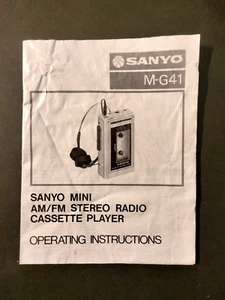 SANYO
M-G41
SANYO MINI
AM/FM STEREO RADIO
CASSETTE PLAYER
OPERATING INSTRUCTIONS